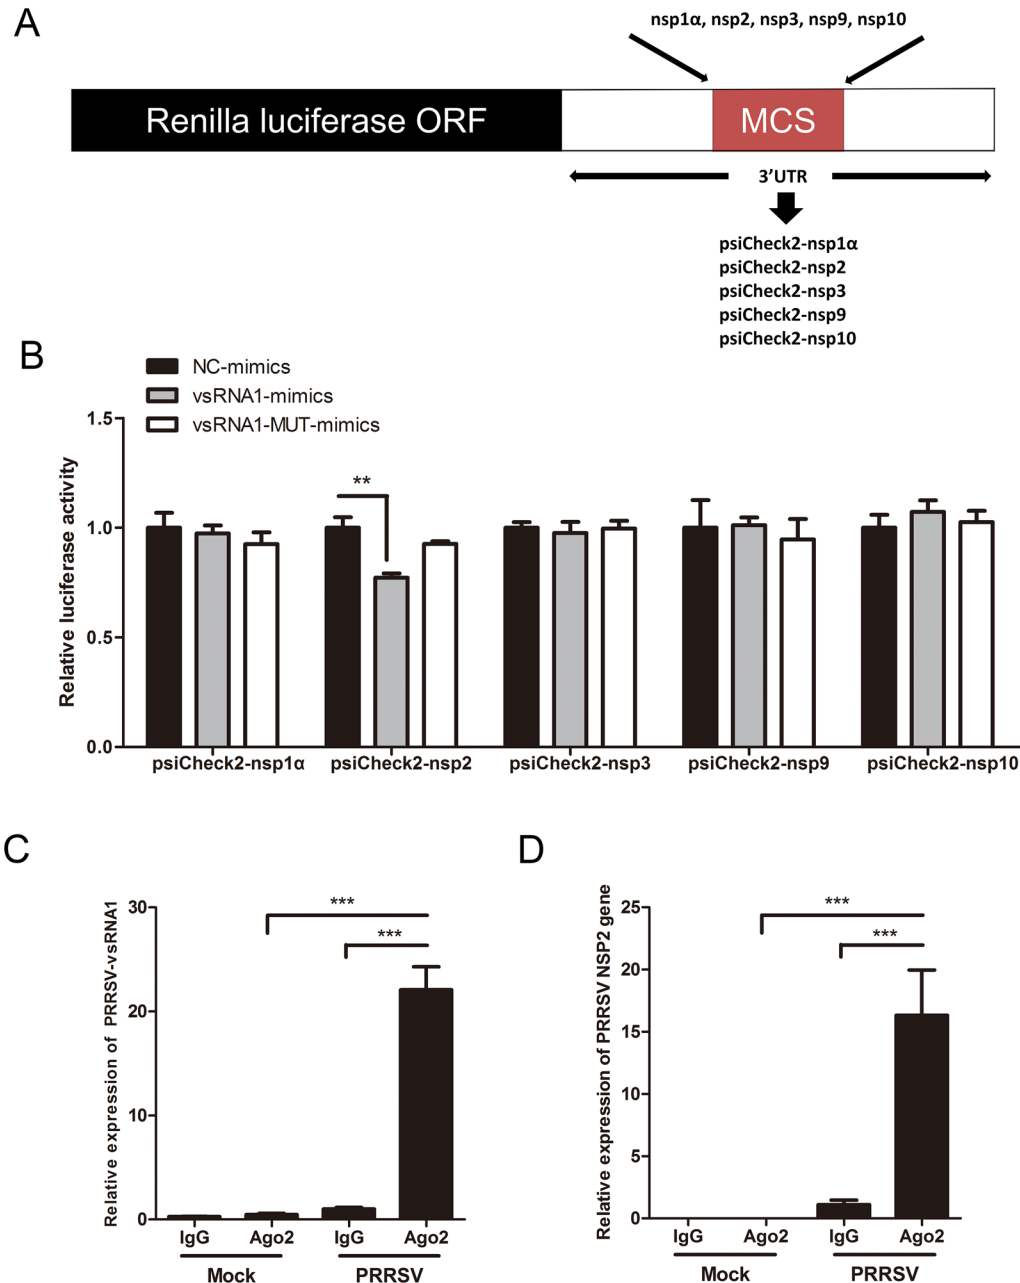 A
nsp1α, nsp2, nsp3, nsp9, nsp10
Renilla luciferase ORF
MCS
3'UTR
psiCheck2-nsp1α
psiCheck2-nsp2
psiCheck2-nsp3
psiCheck2-nsp9
psiCheck2-nsp10
B
NC-mimics
vsRNA1-mimics
vsRNA1-MUT-mimics
Relative luciferase activity
1.5
1.0
0.5
0.0
**
psiCheck2-nsp1α
psiCheck2-nsp2
psiCheck2-nsp3
psiCheck2-nsp9
psiCheck2-nsp10
C
Relative expression of PRRSV-vsRNA1
30
20
10
0
***
***
IgG
Ago2
IgG
Ago2
Mock
PRRSV
D
Relative expression of PRRSV NSP2 gene
25
20
15
10
5
0
***
***
IgG
Ago2
IgG
Ago2
Mock
PRRSV